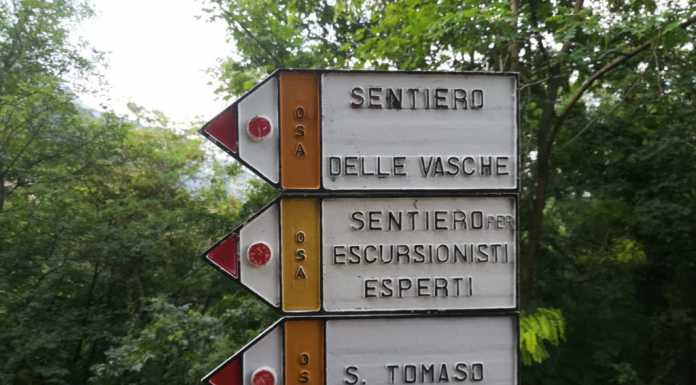 OSA
SENTIERO
DELLE VASCHE
OSA
SENTIERO PER
ESCURSIONISTI
ESPERTI
OS
S. TOMASO